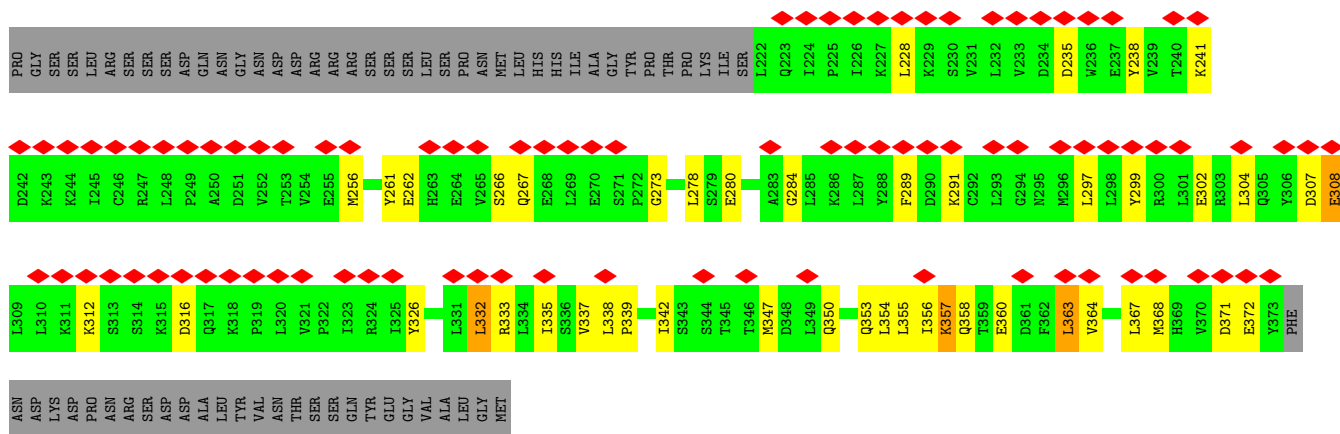 PRO GLY SER SER LEU ARG SER SER SER ASP GLN ASN GLY ASN ASP ASP ARG ARG ARG SER SER SER LEU SER PRO ASN MET LEU HIS HIS ILE ALA GLY TYR PRO THR PRO LYS ILE SER L222 Q223 I224 P225 I226 K227 L228 K229 S230 V231 L232 V233 D234 D235 W236 E237 Y238 V239 T240 K241
D242 K243 K244 I245 C246 R247 L248 P249 A250 D251 V252 T253 V254 E255 M256 Y261 E262 H263 E264 V265 S266 Q267 E268 L269 E270 S271 P272 G273 L278 S279 E280 A283 G284 L285 K286 L287 Y288 F289 D290 K291 C292 L293 G294 N295 M296 L297 L298 Y299 R300 L301 E302 R303 L304 Q305 Y306 D307 E308
L309 L310 K311 K312 S313 S314 K315 D316 Q317 K318 P319 L320 V321 P322 I323 R324 I325 Y326 L331 L332 R333 L334 I335 S336 V337 L338 P339 I342 S343 S344 T345 T346 M347 D348 L349 Q350 Q353 L354 L355 I356 K357 Q358 T359 E360 D361 F362 L363 V364 L367 M368 H369 V370 D371 E372 Y373 PHE
ASN ASP LYS ASP PRO ASN ARG SER ASP ASP ALA LEU TYR VAL ASN THR SER SER GLN TYR GLU GLY VAL ALA LEU GLY MET